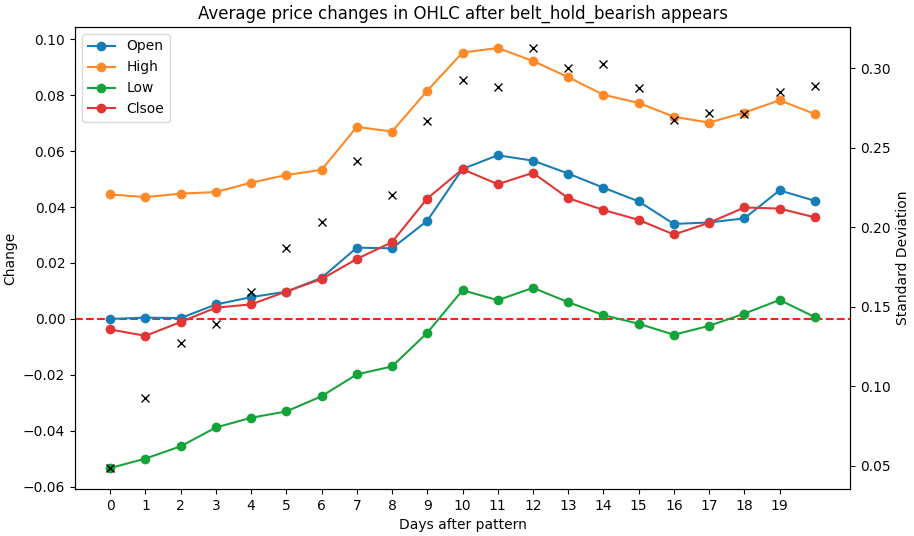 Average price changes in OHLC after belt_hold_bearish appears
Open
High
Low
Clsoe
0.10
0.08
0.06
0.04
0.02
0.00
−0.02
−0.04
−0.06
Change
0.30
0.25
0.20
0.15
0.10
0.05
Standard Deviation
0 1 2 3 4 5 6 7 8 9 10 11 12 13 14 15 16 17 18 19
Days after pattern